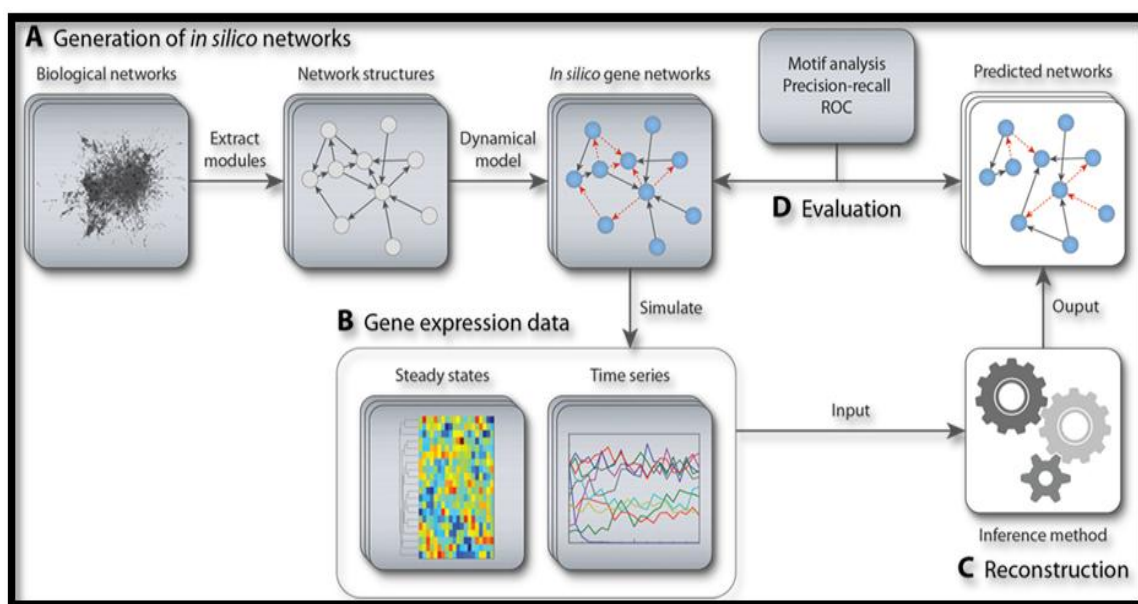 A Generation of in silico networks
Biological networks
Extract
modules
Network structures
Dynamical
model
In silico gene networks
Motif analysis
Precision-recall
ROC
D Evaluation
Predicted networks
Simulate
B Gene expression data
Steady states
Time series
Input
Ouput
Inference method
C Reconstruction